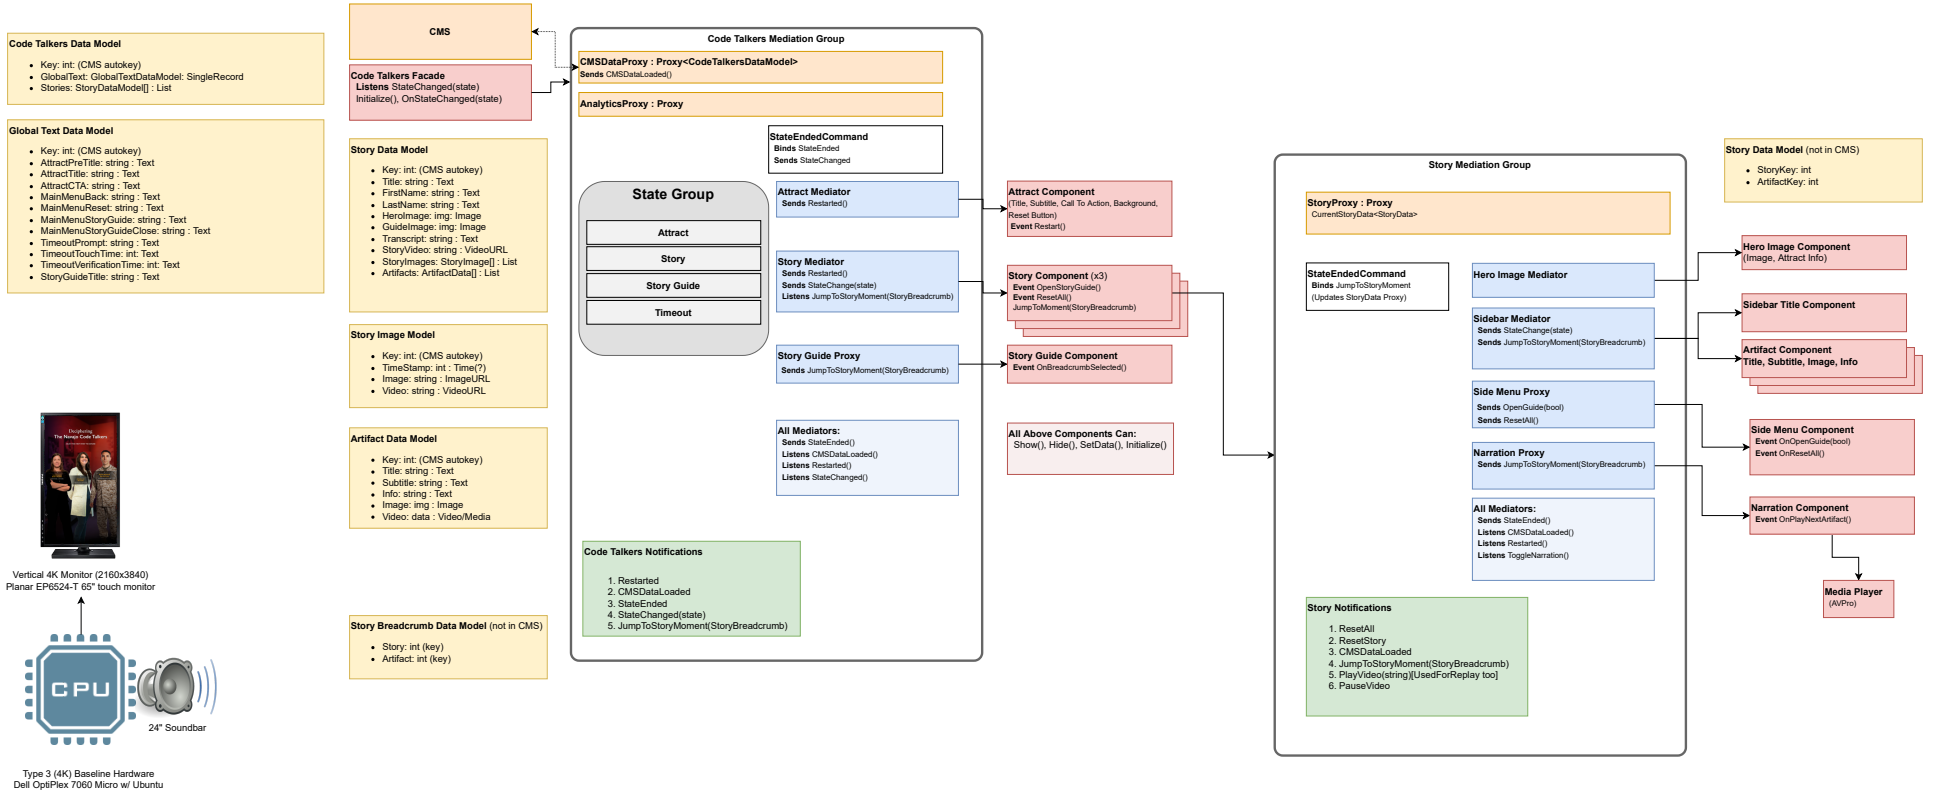 Code Talkers Data Model
Key: int: (CMS autokey)
GlobalText: GlobalTextDataModel: SingleRecord
Stories: StoryDataModel[] : List
Global Text Data Model
Key: int: (CMS autokey)
AttractPreTitle: string : Text
AttractTitle: string : Text
AttractCTA: string : Text
MainMenuBack: string : Text
MainMenuReset: string : Text
MainMenuStoryGuide: string : Text
MainMenuStoryGuideClose: string : Text
TimeoutPrompt: string : Text
TimeoutTouchTime: int: Text
TimeoutVerificationTime: int: Text
StoryGuideTitle: string : Text
Deciphering
The Navajo Code Talkers
Vertical 4K Monitor (2160x3840)
Planar EP6524-T 65" touch monitor
CPU
24" Soundbar
Type 3 (4K) Baseline Hardware
Dell OptiPlex 7060 Micro w/ Ubuntu
CMS
Code Talkers Facade
Listens StateChanged(state)
Initialize(), OnStateChanged(state)
Story Data Model
Key: int: (CMS autokey)
Title: string : Text
FirstName: string : Text
LastName: string : Text
HeroImage: img: Image
GuideImage: img: Image
Transcript: string : Text
StoryVideo: string : VideoURL
StoryImages: StoryImage[] : List
Artifacts: ArtifactData[] : List
Story Image Model
Key: int: (CMS autokey)
TimeStamp: int : Time(?)
Image: string : ImageURL
Video: string : VideoURL
Artifact Data Model
Key: int: (CMS autokey)
Title: string : Text
Subtitle: string : Text
Info: string : Text
Image: img : Image
Video: data : Video/Media
Story Breadcrumb Data Model (not in CMS)
Story: int (key)
Artifact: int (key)
Code Talkers Mediation Group
CMSDataProxy : Proxy<CodeTalkersDataModel>
Sends CMSDataLoaded()
AnalyticsProxy : Proxy
StateEndedCommand
Binds StateEnded
Sends StateChanged
State Group
Attract
Story
Story Guide
Timeout
Attract Mediator
Sends Restarted()
Story Mediator
Sends Restarted()
Sends StateChange(state)
Listens JumpToStoryMoment(StoryBreadcrumb)
Story Guide Proxy
Sends JumpToStoryMoment(StoryBreadcrumb)
All Mediators:
Sends StateEnded()
Listens CMSDataLoaded()
Listens Restarted()
Listens StateChanged()
Code Talkers Notifications
1. Restarted
2. CMSDataLoaded
3. StateEnded
4. StateChanged(state)
5. JumpToStoryMoment(StoryBreadcrumb)
Attract Component
(Title, Subtitle, Call To Action, Background,
Reset Button)
Event Restart()
Story Component (x3)
Event OpenStoryGuide()
Event ResetAll()
JumpToMoment(StoryBreadcrumb)
Story Guide Component
Event OnBreadcrumbSelected()
All Above Components Can:
Show(), Hide(), SetData(), Initialize()
Story Mediation Group
StoryProxy : Proxy
CurrentStoryData<StoryData>
StateEndedCommand
Binds JumpToStoryMoment
(Updates StoryData Proxy)
Hero Image Mediator
Sidebar Mediator
Sends StateChange(state)
Sends JumpToStoryMoment(StoryBreadcrumb)
Side Menu Proxy
Sends OpenGuide(bool)
Sends ResetAll()
Narration Proxy
Sends JumpToStoryMoment(StoryBreadcrumb)
All Mediators:
Sends StateEnded()
Listens CMSDataLoaded()
Listens Restarted()
Listens ToggleNarration()
Story Notifications
1. ResetAll
2. ResetStory
3. CMSDataLoaded
4. JumpToStoryMoment(StoryBreadcrumb)
5. PlayVideo(string)[UsedForReplay too]
6. PauseVideo
Story Data Model (not in CMS)
StoryKey: int
ArtifactKey: int
Hero Image Component
(Image, Attract Info)
Sidebar Title Component
Artifact Component
Title, Subtitle, Image, Info
Side Menu Component
Event OnOpenGuide(bool)
Event OnResetAll()
Narration Component
Event OnPlayNextArtifact()
Media Player
(AVPro)